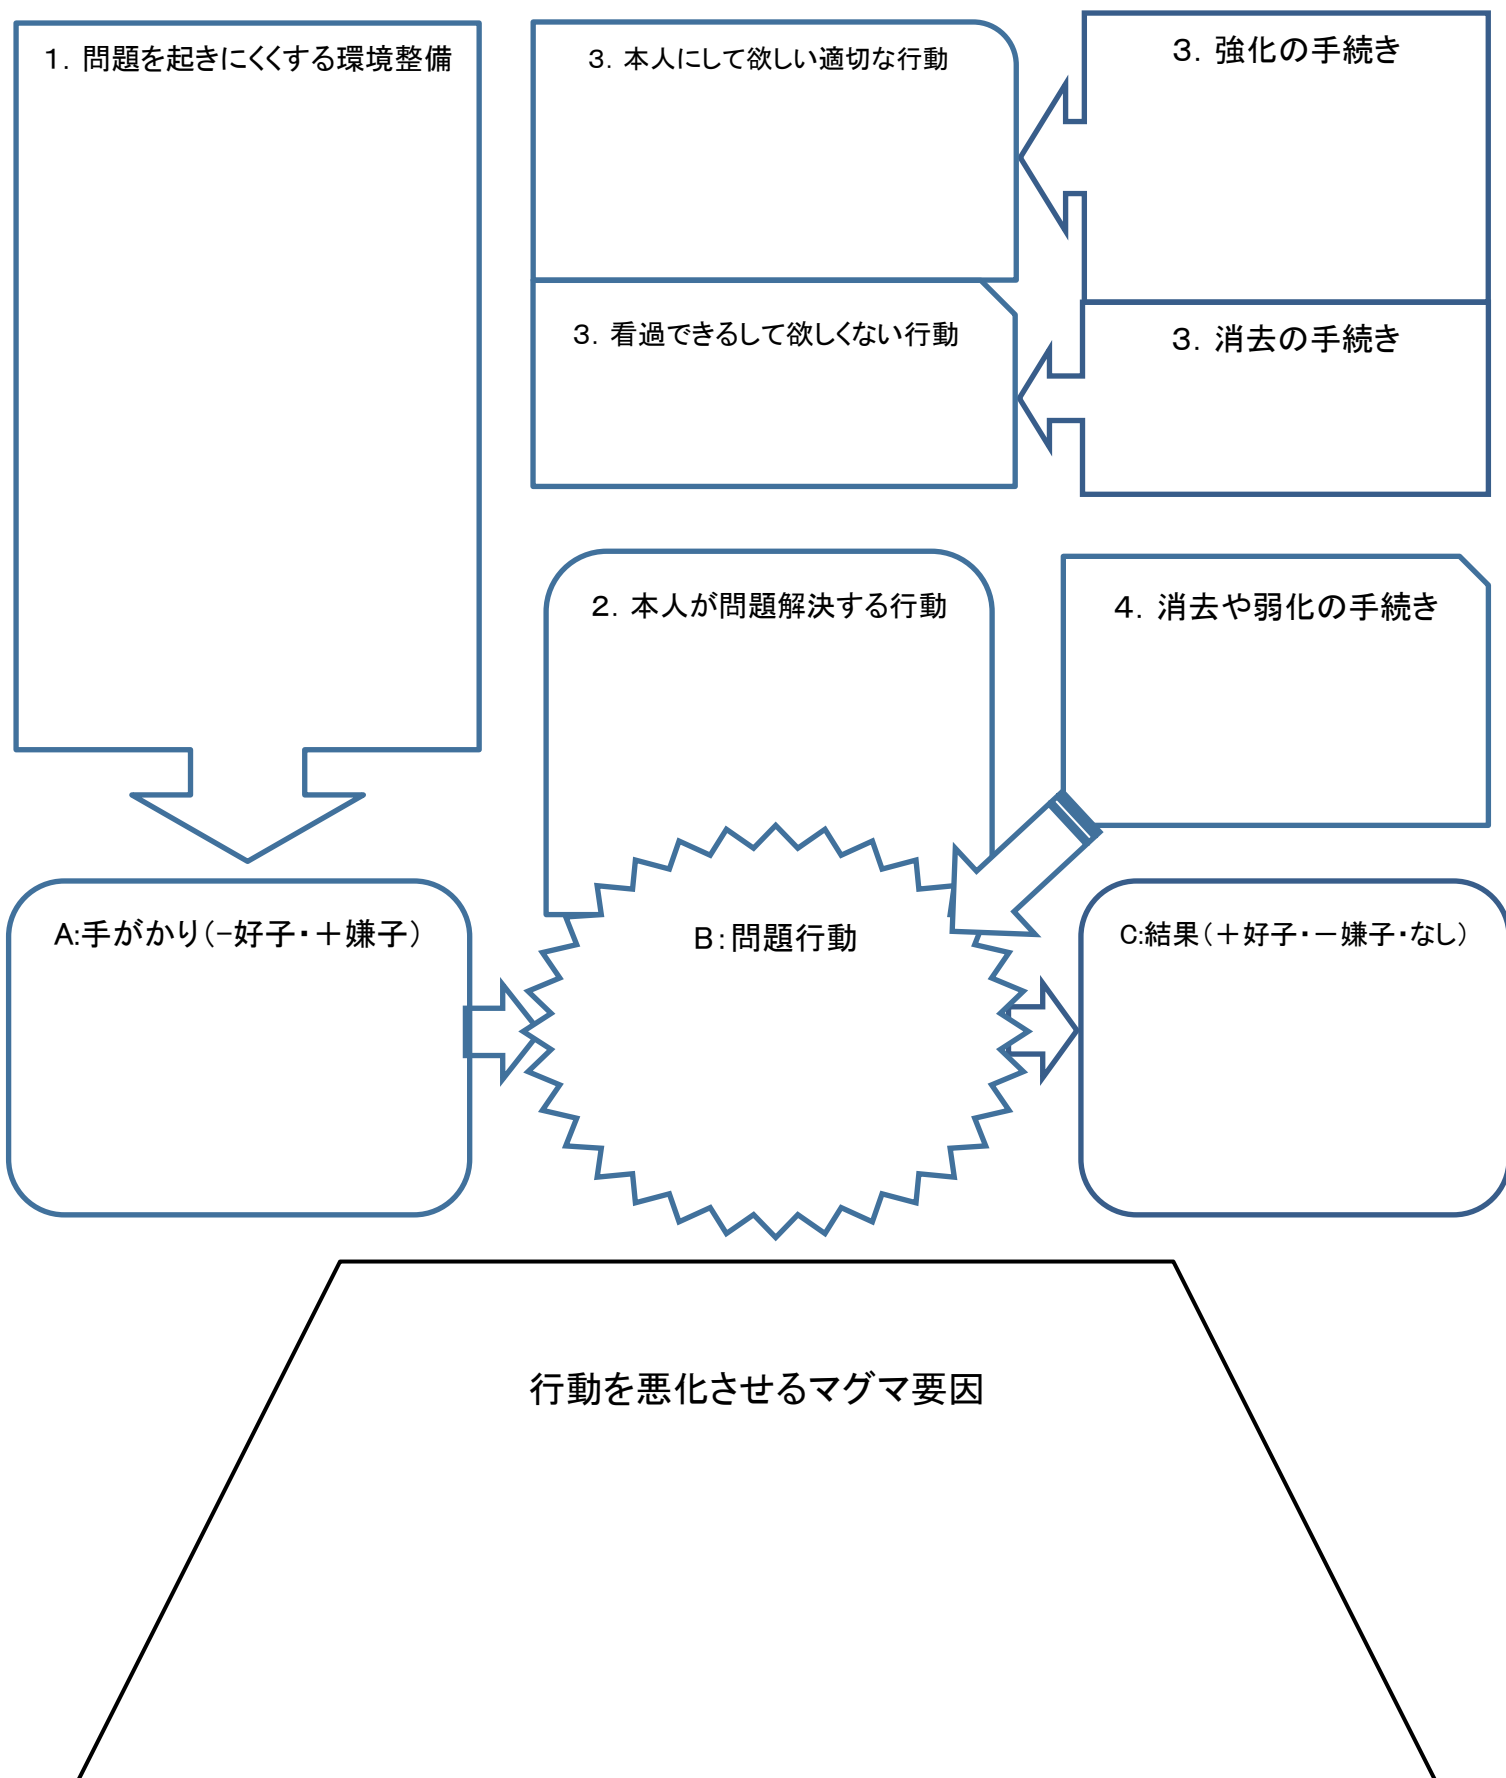 1．問題を起きにくくする環境整備
3．本人にして欲しい適切な行動
3．強化の手続き
3．看過できるして欲しくない行動
3．消去の手続き
2．本人が問題解決する行動
4．消去や弱化の手続き
A:手がかり（−好子・＋嫌子）
B：問題行動
C:結果（＋好子・－嫌子・なし）
行動を悪化させるマグマ要因